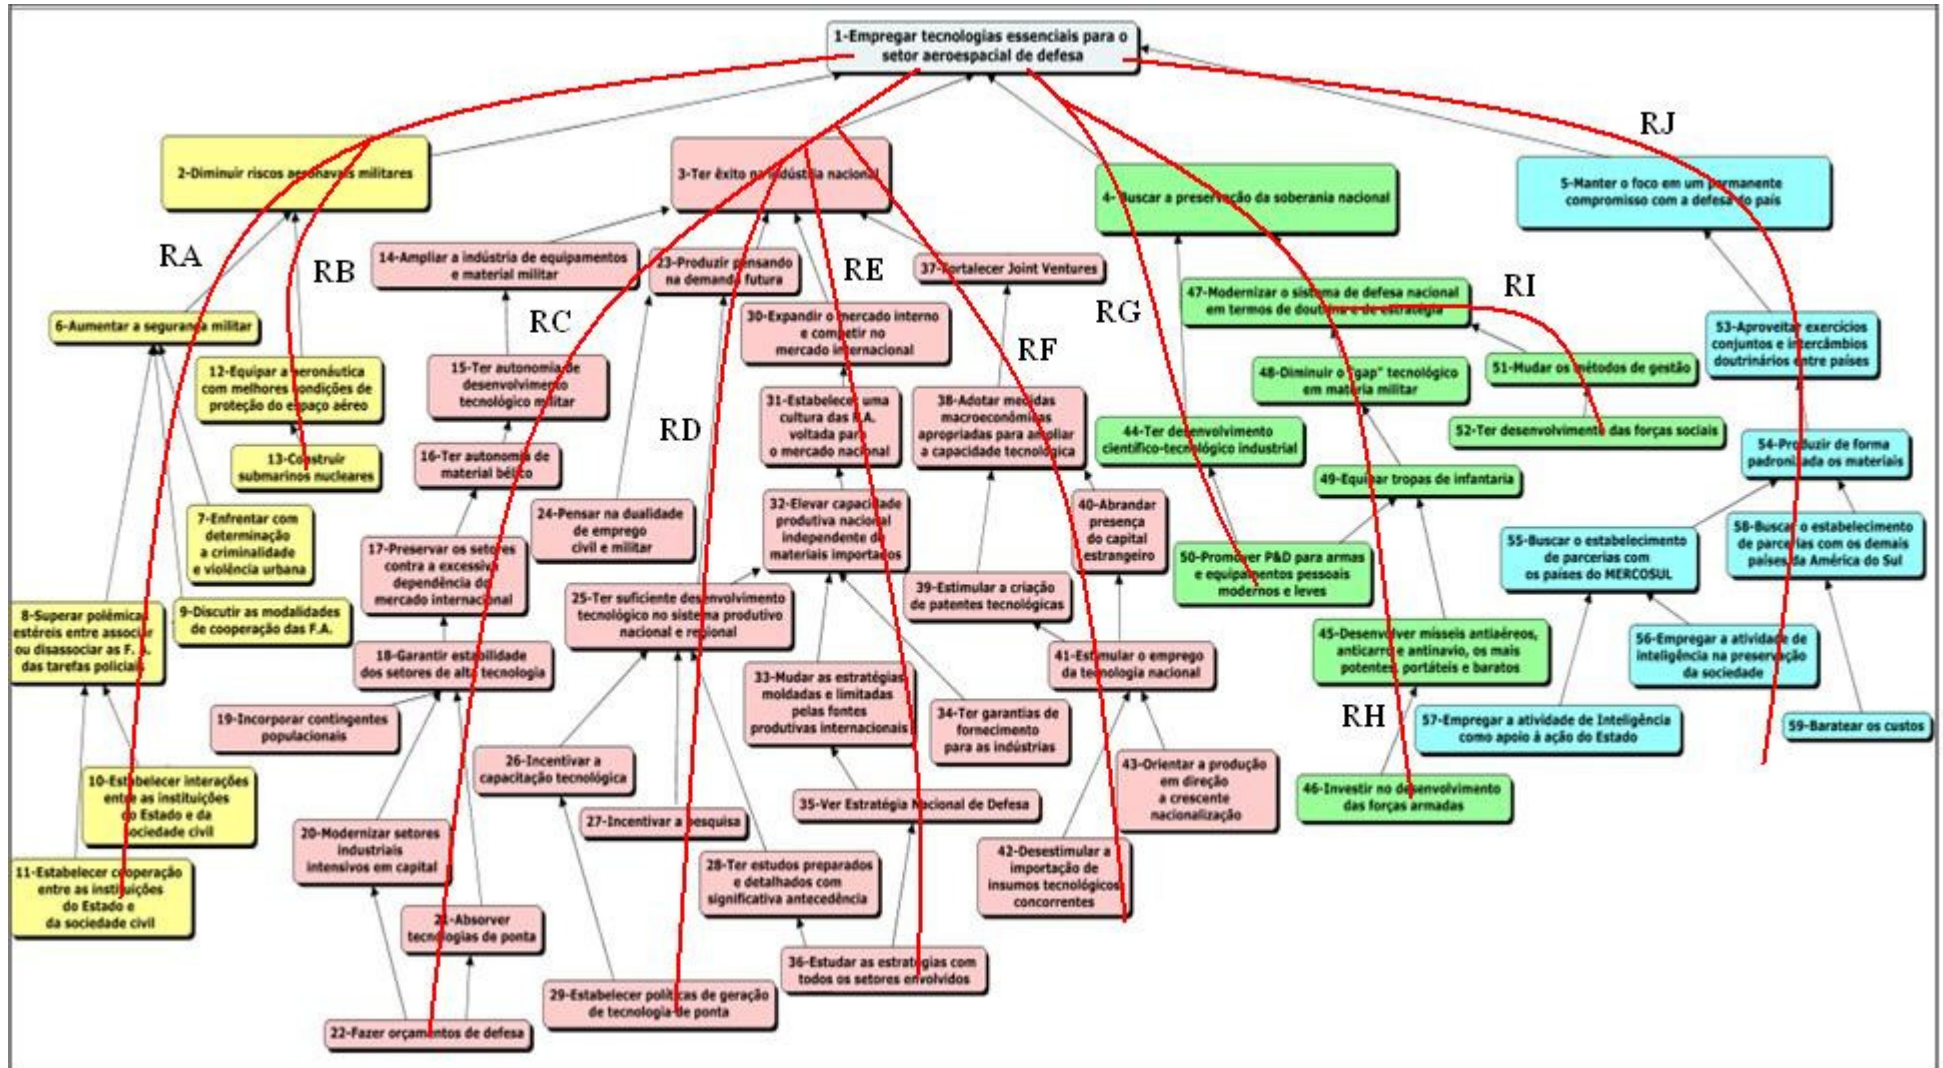 1-Empregar tecnologias essenciais para o
setor aeroespacial de defesa
2-Diminuir riscos aeronavais militares
3-Ter êxito na indústria nacional
4- Buscar a preservação da soberania nacional
5-Manter o foco em um permanente
compromisso com a defesa do país
RA
RB
RC
RD
RE
RF
RG
RH
RI
RJ
6-Aumentar a segurança militar
12-Equipar a aeronáutica
com melhores condições de
proteção do espaço aéreo
13-Construir
submarinos nucleares
7-Enfrentar com
determinação
a criminalidade
e violência urbana
8-Superar polêmicas
estéreis entre associar
ou disassociar as F. A.
das tarefas policiais
9-Discutir as modalidades
de cooperação das F.A.
10-Estabelecer interações
entre as instituições
do Estado e da
sociedade civil
11-Estabelecer cooperação
entre as instituições
do Estado e
da sociedade civil
14-Ampliar a indústria de equipamentos
e material militar
15-Ter autonomia de
desenvolvimento
tecnológico militar
16-Ter autonomia de
material bélico
17-Preservar os setores
contra a excessiva
dependência do
mercado internacional
18-Garantir estabilidade
dos setores de alta tecnologia
19-Incorporar contingentes
populacionais
20-Modernizar setores
industriais
intensivos em capital
21-Absorver
tecnologias de ponta
22-Fazer orçamentos de defesa
23-Produzir pensando
na demanda futura
24-Pensar na dualidade
de emprego
civil e militar
25-Ter suficiente desenvolvimento
tecnológico no sistema produtivo
nacional e regional
26-Incentivar a
capacitação tecnológica
27-Incentivar a pesquisa
28-Ter estudos preparados
e detalhados com
significativa antecedência
29-Estabelecer políticas de geração
de tecnologia de ponta
30-Expandir o mercado interno
e competir no
mercado internacional
31-Estabelecer uma
cultura das F.A.
voltada para
o mercado nacional
32-Elevar capacidade
produtiva nacional
independente de
materiais importados
33-Mudar as estratégias
moldadas e limitadas
pelas fontes
produtivas internacionais
34-Ter garantias de
fornecimento
para as indústrias
35-Ver Estratégia Nacional de Defesa
36-Estudar as estratégias com
todos os setores envolvidos
37-Fortalecer Joint Ventures
38-Adotar medidas
macroeconômicas
apropriadas para ampliar
a capacidade tecnológica
39-Estimular a criação
de patentes tecnológicas
40-Abrandar
presença
do capital
estrangeiro
41-Estimular o emprego
da tecnologia nacional
42-Desestimular a
importação de
insumos tecnológicos
concorrentes
43-Orientar a produção
em direção
a crescente
nacionalização
44-Ter desenvolvimento
científico-tecnológico industrial
47-Modernizar o sistema de defesa nacional
em termos de doutrina e de estratégia
48-Diminuir o "gap" tecnológico
em materia militar
49-Equipar tropas de infantaria
50-Promover P&D para armas
e equipamentos pessoais
modernos e leves
45-Desenvolver mísseis antiaéreos,
anticarro e antinavio, os mais
potentes, portáteis e baratos
46-Investir no desenvolvimento
das forças armadas
51-Mudar os métodos de gestão
52-Ter desenvolvimento das forças sociais
53-Aproveitar exercícios
conjuntos e intercâmbios
doutrinários entre países
54-Produzir de forma
padronizada os materiais
55-Buscar o estabelecimento
de parcerias com
os países do MERCOSUL
58-Buscar o estabelecimento
de parcerias com os demais
países da América do Sul
56-Empregar a atividade de
inteligência na preservação
da sociedade
57-Empregar a atividade de Inteligência
como apoio à ação do Estado
59-Baratear os custos